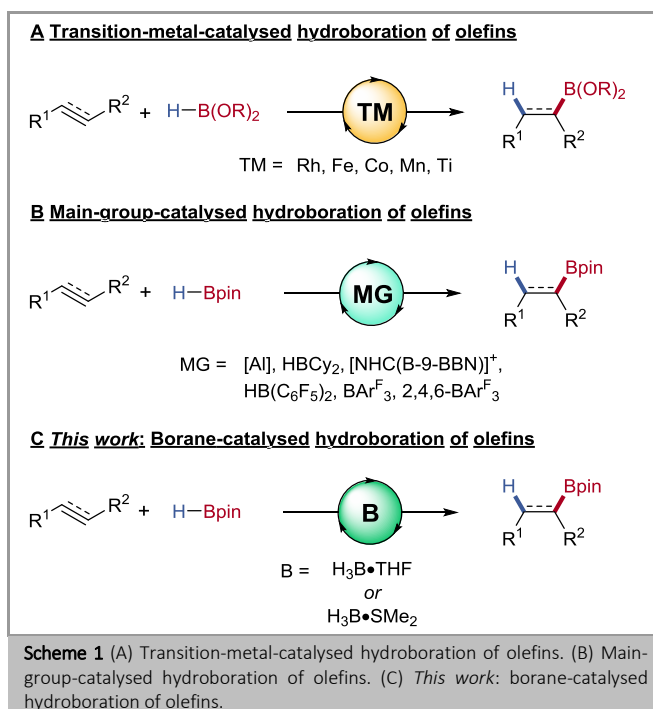 A Transition-metal-catalysed hydroboration of olefins
R¹ R² + H–B(OR)₂ TM H B(OR)₂ R¹ R²
TM = Rh, Fe, Co, Mn, Ti
B Main-group-catalysed hydroboration of olefins
R¹ R² + H–Bpin MG H Bpin R¹ R²
MG = [Al], HBCy₂, [NHC(B-9-BBN)]⁺,
HB(C₆F₅)₂, BArᶠ₃, 2,4,6-BArᶠ₃
C This work: Borane-catalysed hydroboration of olefins
R¹ R² + H–Bpin B H Bpin R¹ R²
B = H₃B•THF
or
H₃B•SMe₂
Scheme 1 (A) Transition-metal-catalysed hydroboration of olefins. (B) Main-
group-catalysed hydroboration of olefins. (C) This work: borane-catalysed
hydroboration of olefins.